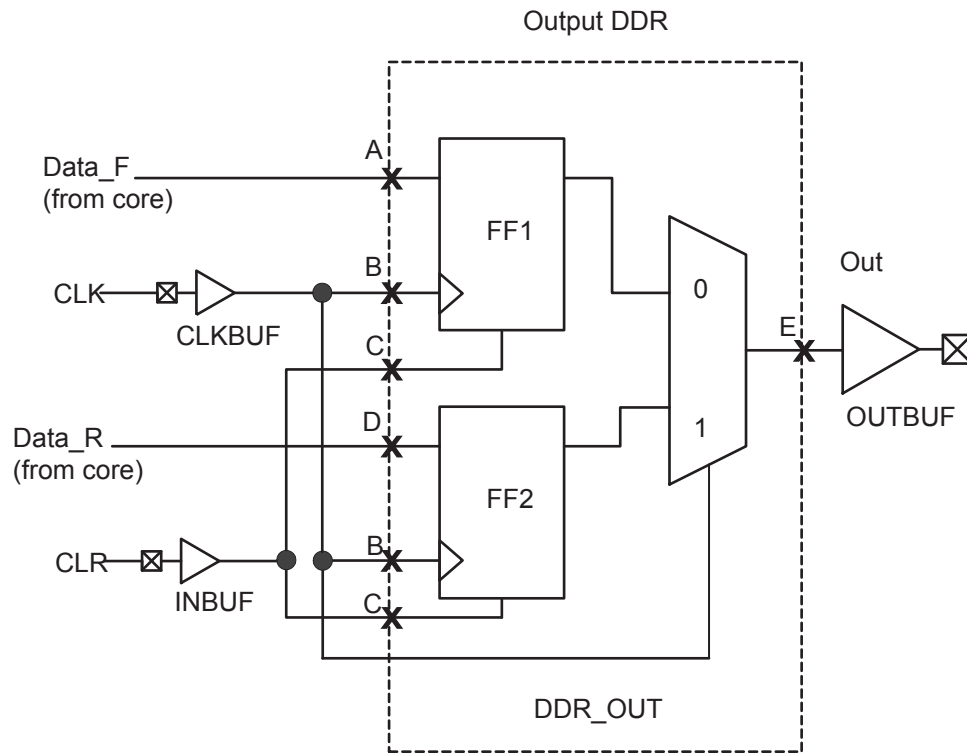 Output DDR
A
Data_F
(from core)
FF1
B
CLK
CLKBUF
0
Out
C
E
D
Data_R
(from core)
1
OUTBUF
FF2
B
CLR
INBUF
C
DDR_OUT